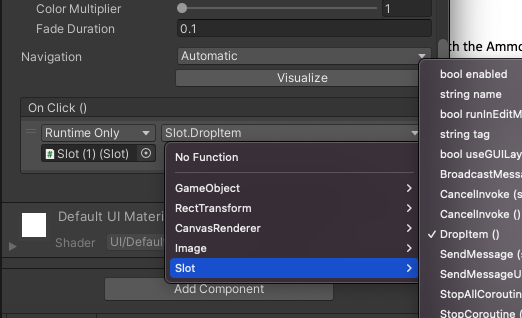 Color Multiplier 1
Fade Duration 0.1
Navigation Automatic
Visualize
th the Ammo
On Click ()
Runtime Only Slot.DropItem
Slot (1) (Slot)
No Function
GameObject
RectTransform
CanvasRenderer
Image
Slot
Default UI Materi
Shader UI/Defaul
Add Component
bool enabled
string name
bool runInEditM
string tag
bool useGUILay
BroadcastMessa
CancelInvoke (s
CancelInvoke ()
DropItem ()
SendMessage (s
SendMessageU
StopAllCoroutin
StopCoroutine (